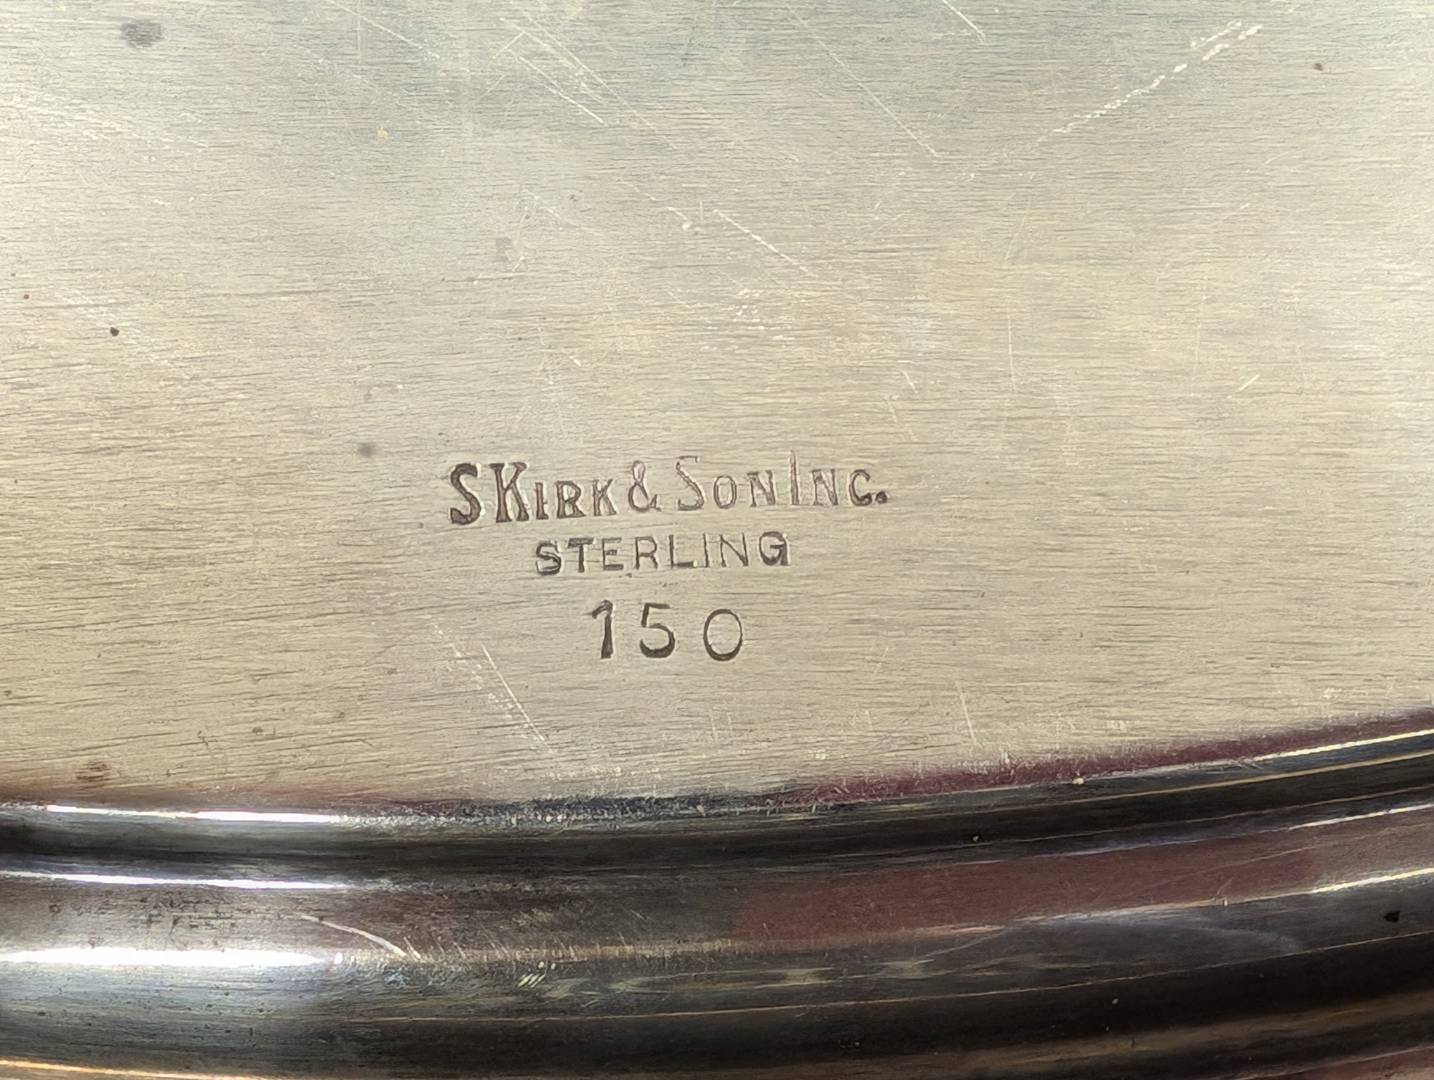 S KIRK & SON INC.
STERLING
150